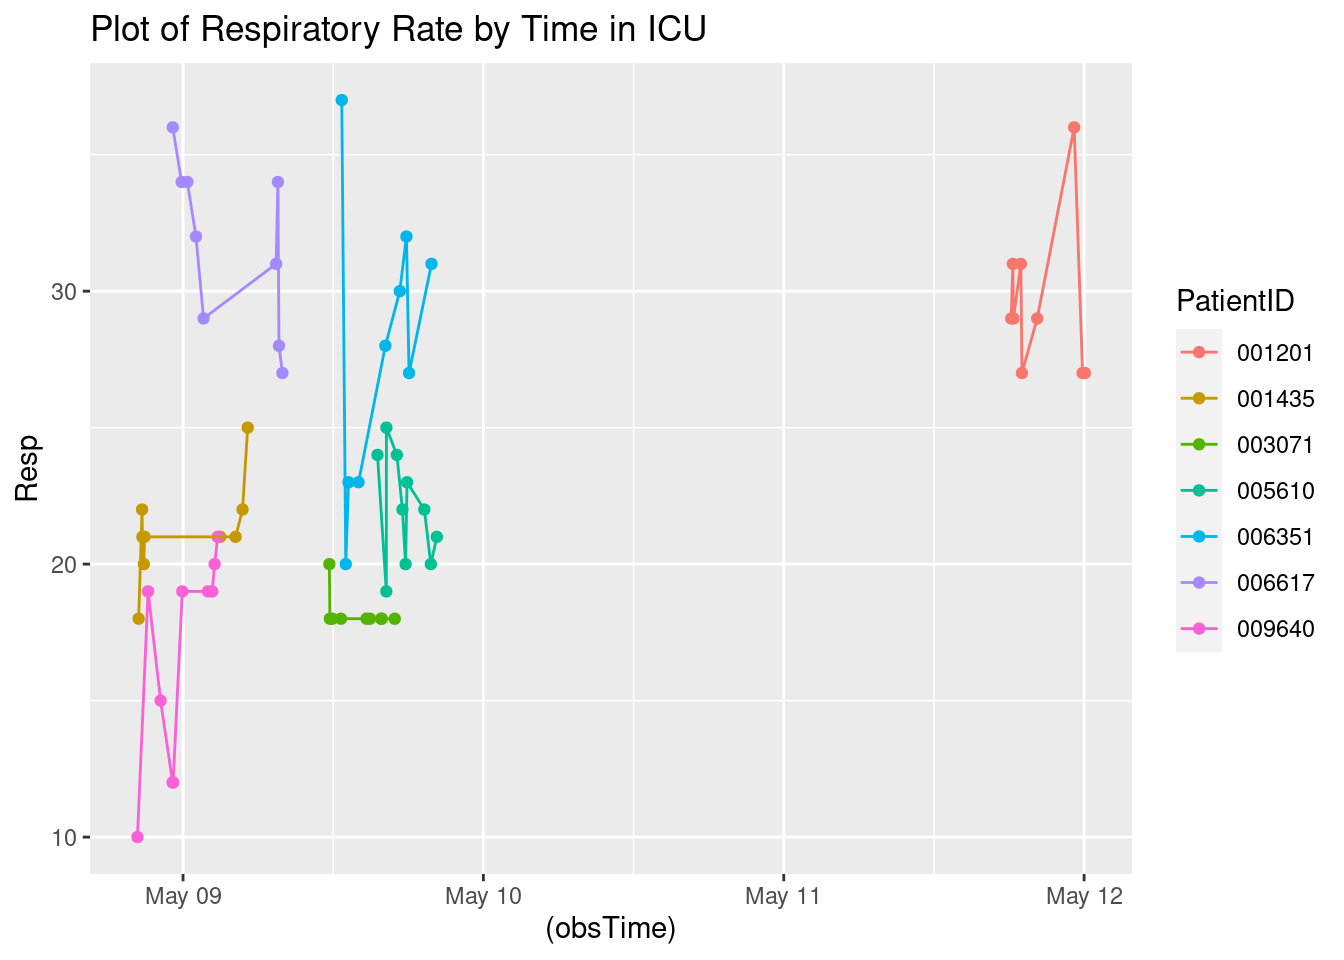 Plot of Respiratory Rate by Time in ICU
Resp
30
20
10
May 09
May 10
May 11
May 12
(obsTime)
PatientID
001201
001435
003071
005610
006351
006617
009640